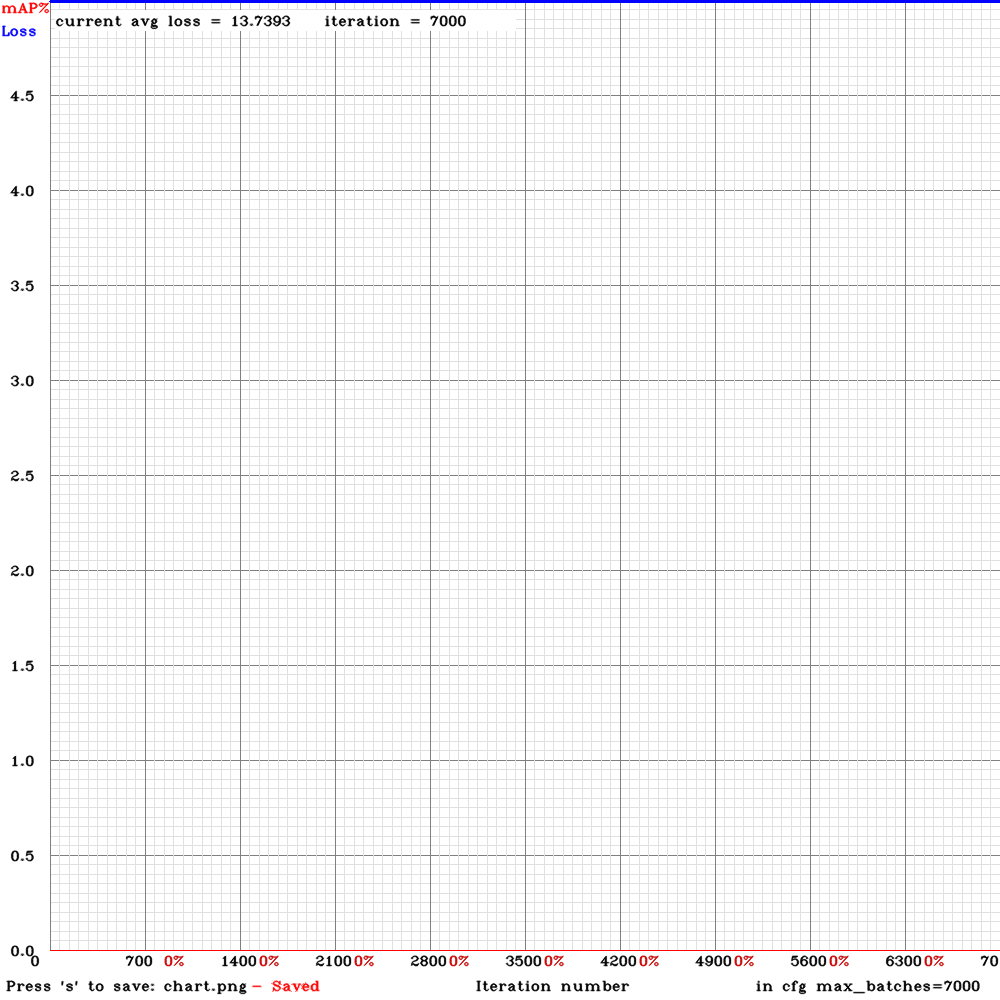 mAP%
current avg loss = 13.7393 iteration = 7000
Loss
4.5
4.0
3.5
3.0
2.5
2.0
1.5
1.0
0.5
0.0
0 700 0% 1400 0% 2100 0% 2800 0% 3500 0% 4200 0% 4900 0% 5600 0% 6300 0% 70
Press 's' to save: chart.png - Saved Iteration number in cfg max_batches=7000